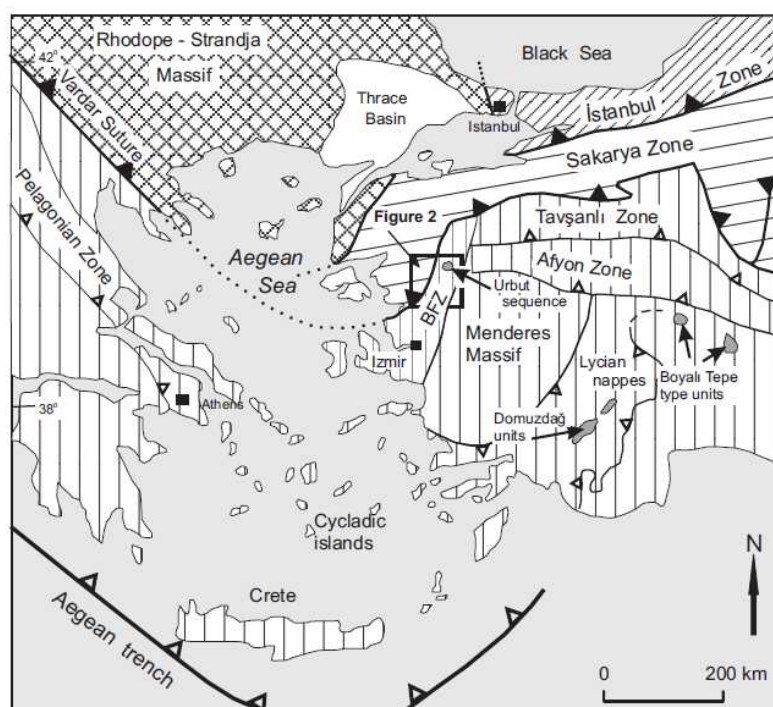 Rhodope - Strandja
Massif
Black Sea
42°
Vardar Suture
Thrace
Basin
Istanbul
İstanbul Zone
Sakarya Zone
Pelagonian Zone
Figure 2
Tavşanlı Zone
Aegean
Sea
Afyon Zone
Urbut
sequence
BFZ
Menderes
Massif
Izmir
Lycian
nappes
Boyalı Tepe
type units
38°
Athens
Domuzdağ
units
Cycladic
islands
N
Crete
Aegean trench
0 200 km